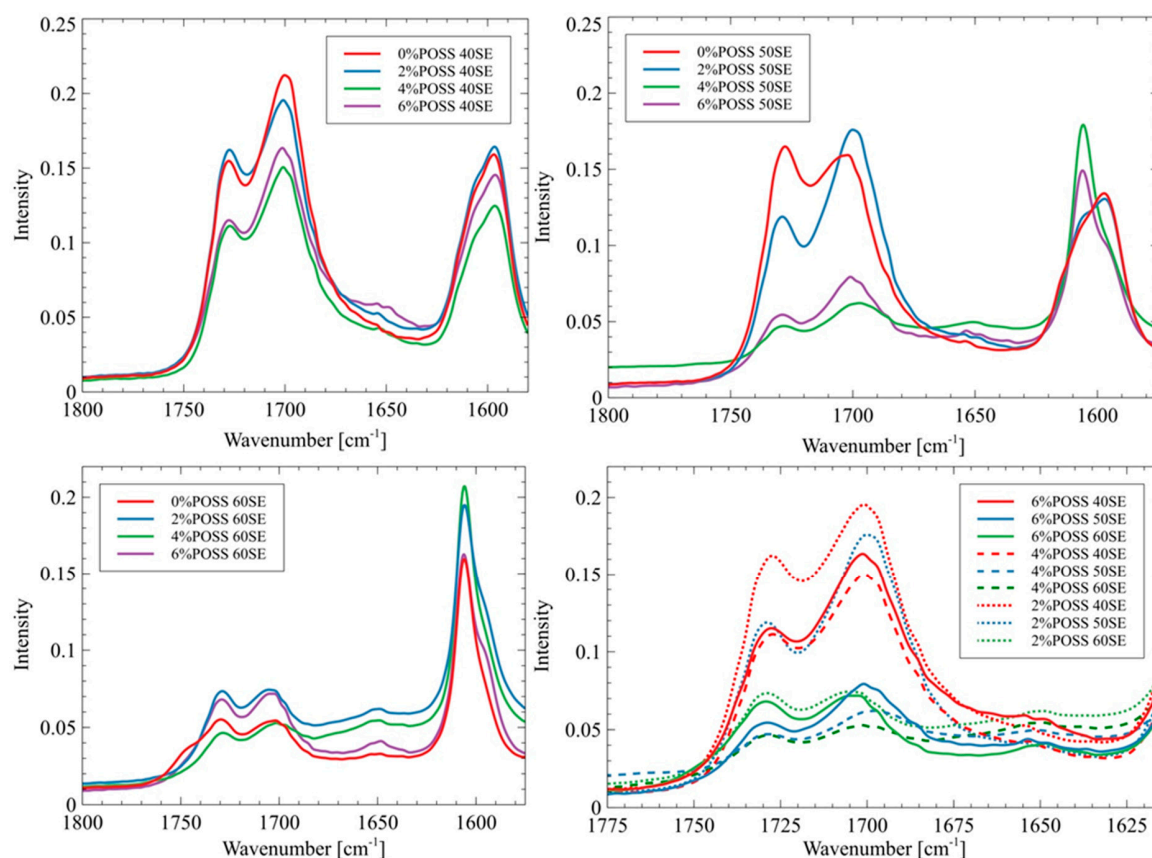 0.25
0.2
0.15
0.1
0.05
0
Intensity
0%POSS 40SE
2%POSS 40SE
4%POSS 40SE
6%POSS 40SE
1800 1750 1700 1650 1600
Wavenumber [cm-1]
0.25
0.2
0.15
0.1
0.05
0
Intensity
0%POSS 50SE
2%POSS 50SE
4%POSS 50SE
6%POSS 50SE
1800 1750 1700 1650 1600
Wavenumber [cm-1]
0.2
0.15
0.1
0.05
0
Intensity
0%POSS 60SE
2%POSS 60SE
4%POSS 60SE
6%POSS 60SE
1800 1750 1700 1650 1600
Wavenumber [cm-1]
0.2
0.15
0.1
0.05
0
Intensity
6%POSS 40SE
6%POSS 50SE
6%POSS 60SE
4%POSS 40SE
4%POSS 50SE
4%POSS 60SE
2%POSS 40SE
2%POSS 50SE
2%POSS 60SE
1775 1750 1725 1700 1675 1650 1625
Wavenumber [cm-1]